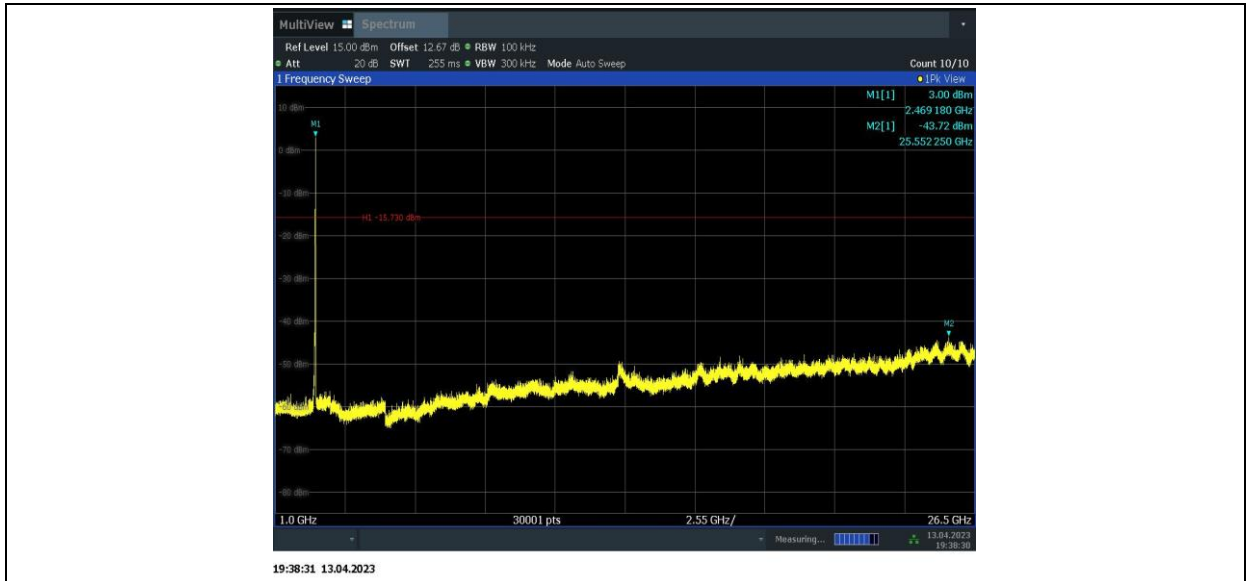 MultiView Spectrum
Ref Level 15.00 dBm Offset 12.67 dB RBW 100 kHz
Att 20 dB SWT 255 ms VBW 300 kHz Mode Auto Sweep Count 10/10
1 Frequency Sweep 1Pk View
M1[1] 3.00 dBm
2.469 180 GHz
M2[1] -43.72 dBm
25.552 250 GHz
10 dBm
M1
0 dBm
-10 dBm
H1 -15.730 dBm
-20 dBm
-30 dBm
-40 dBm
M2
-50 dBm
-70 dBm
-80 dBm
1.0 GHz 30001 pts 2.55 GHz/ 26.5 GHz
Measuring... 13.04.2023
19:38:30
19:38:31 13.04.2023